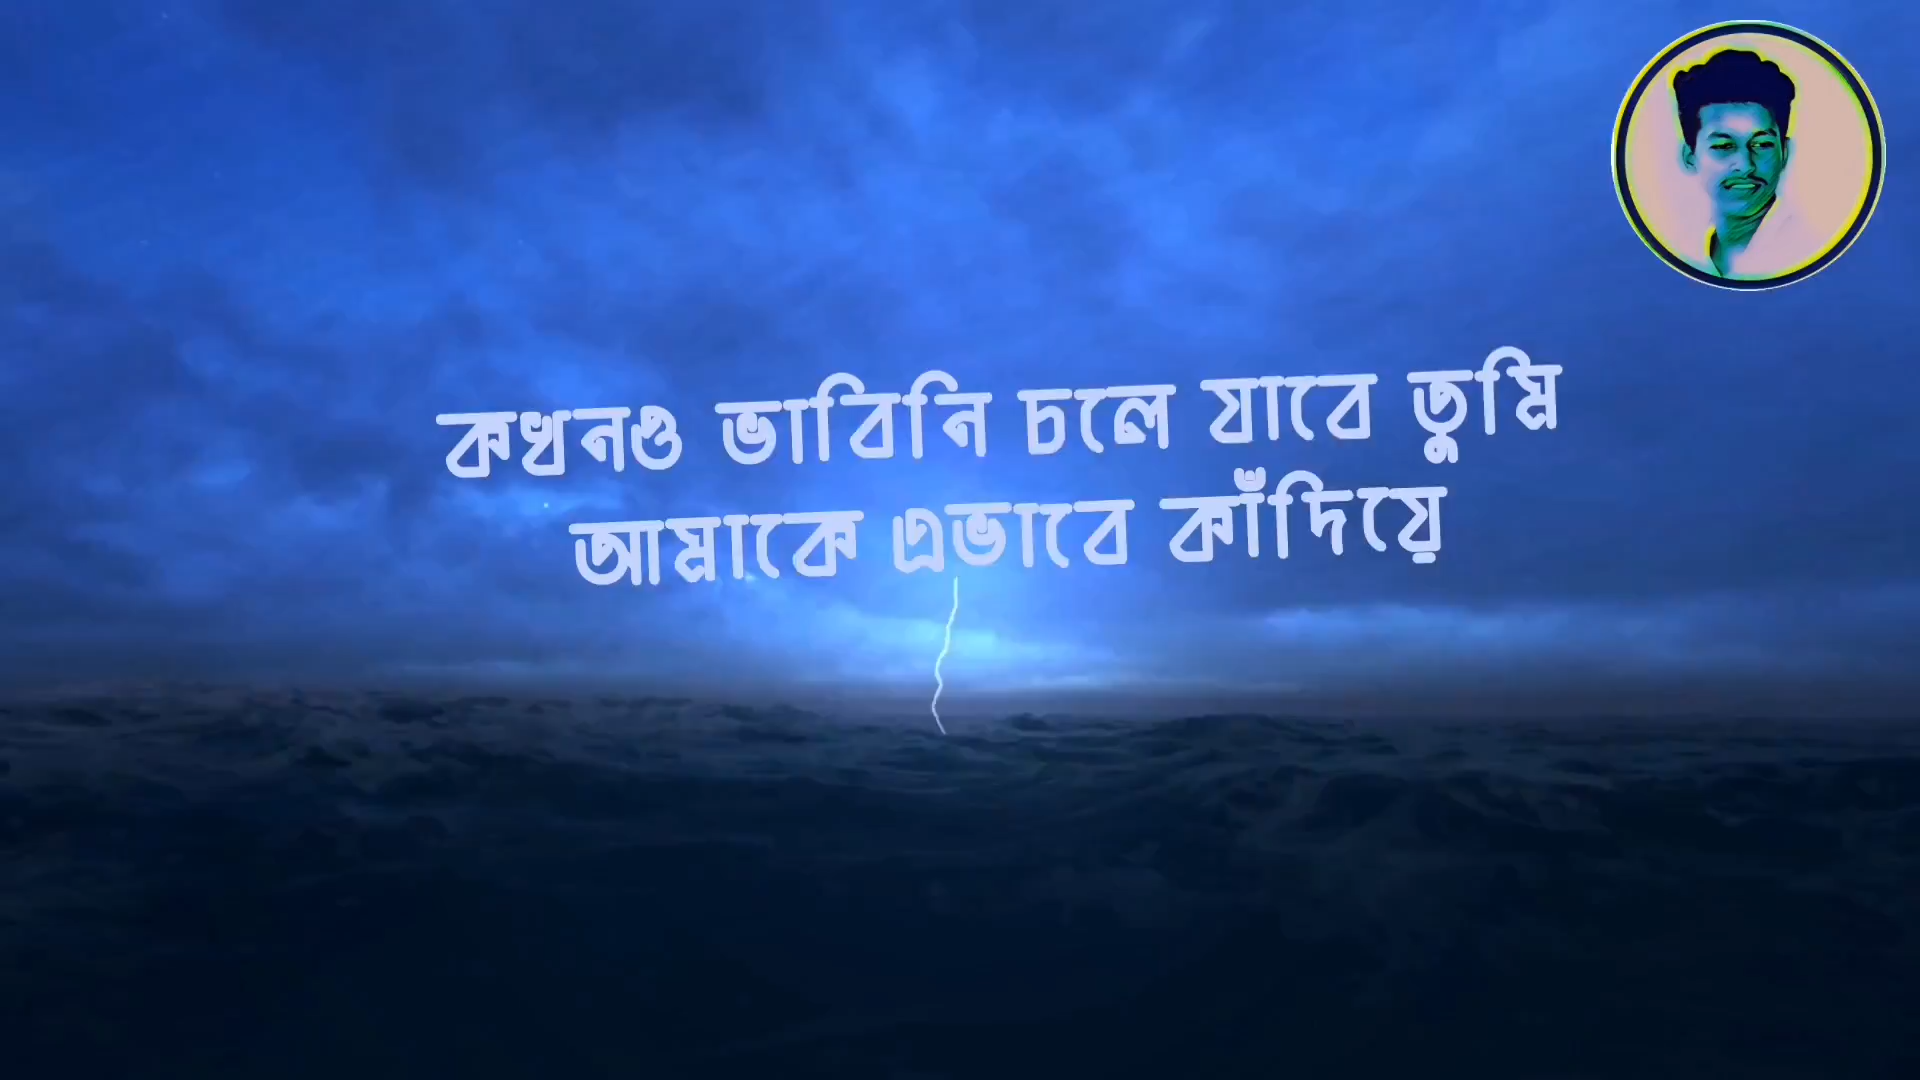 কখনও ভাবিনি চলে যাবে তুমি
আমাকে এভাবে কাঁদিয়ে